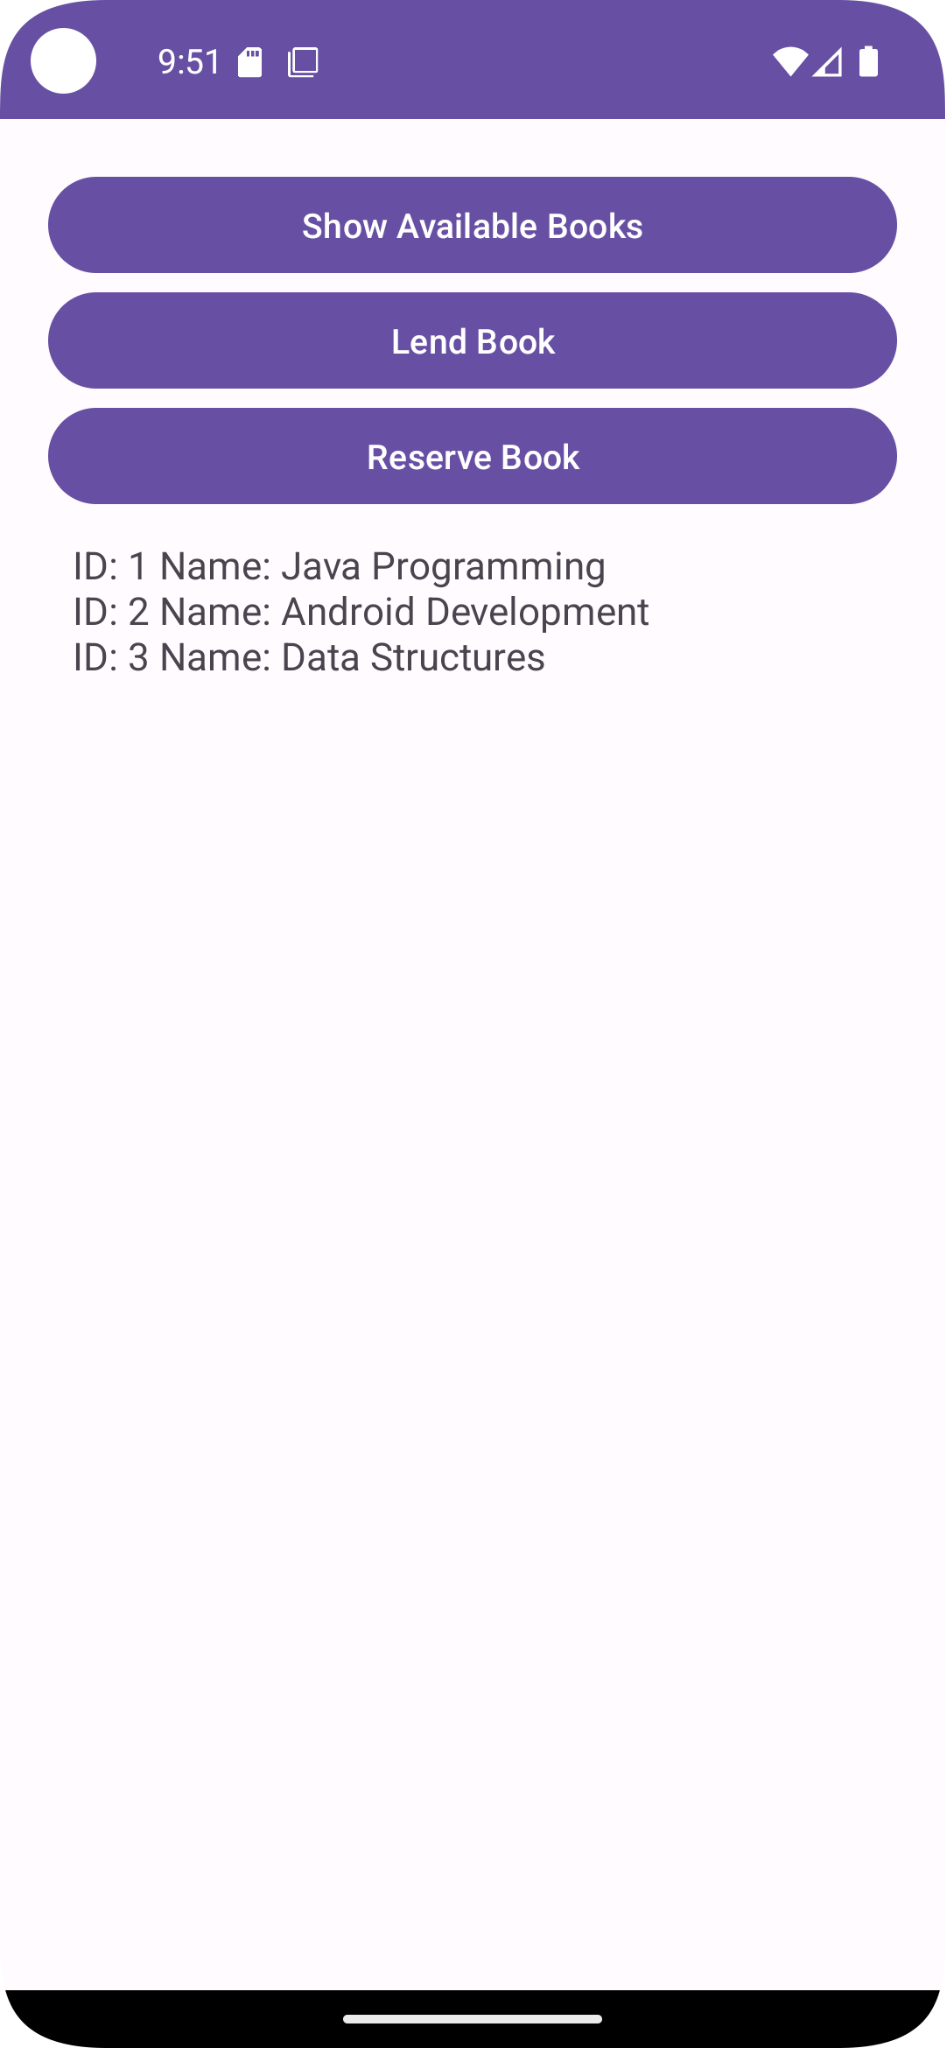 9:51
Show Available Books
Lend Book
Reserve Book
ID: 1 Name: Java Programming
ID: 2 Name: Android Development
ID: 3 Name: Data Structures